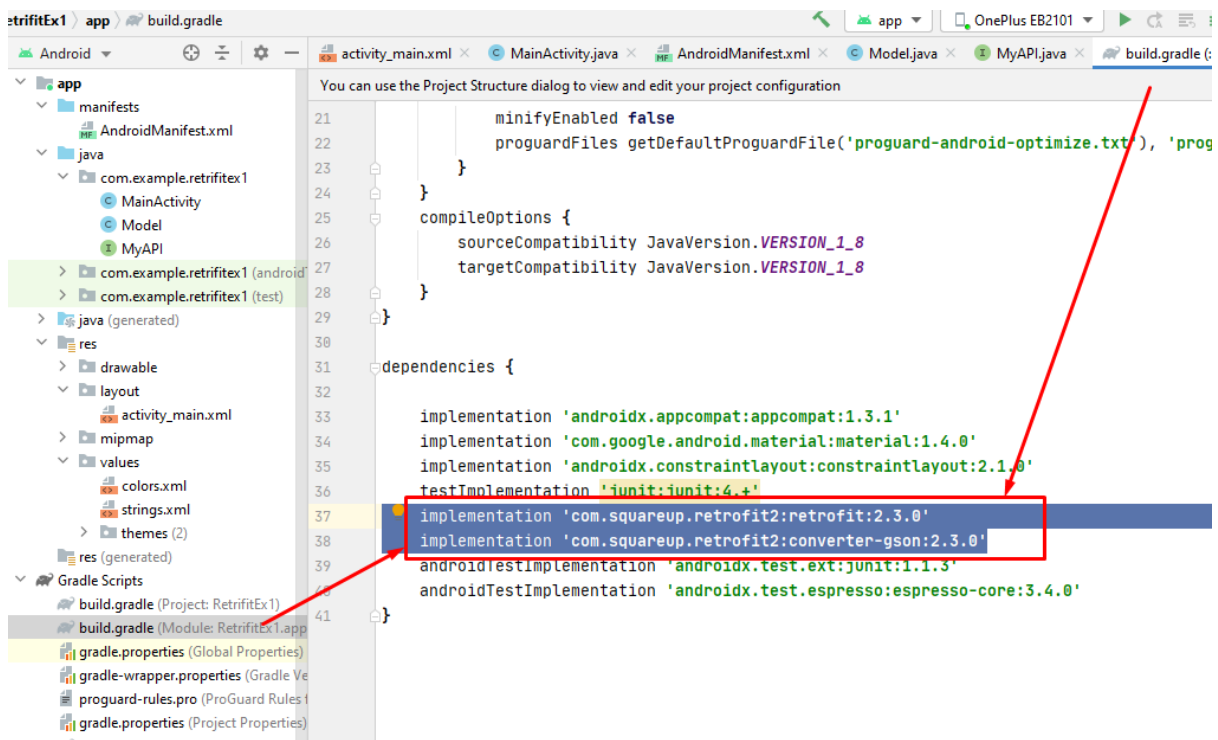 etrifitEx1 〉 app 〉 build.gradle
app
OnePlus EB2101
Android
activity_main.xml
MainActivity.java
AndroidManifest.xml
Model.java
MyAPI.java
build.gradle (:
You can use the Project Structure dialog to view and edit your project configuration
app
manifests
AndroidManifest.xml
java
com.example.retrifitex1
MainActivity
Model
MyAPI
com.example.retrifitex1 (android
com.example.retrifitex1 (test)
java (generated)
res
drawable
layout
activity_main.xml
mipmap
values
colors.xml
strings.xml
themes (2)
res (generated)
Gradle Scripts
build.gradle (Project: RetrifitEx1)
build.gradle (Module: RetrifitEx1.app
gradle.properties (Global Properties)
gradle-wrapper.properties (Gradle Ve
proguard-rules.pro (ProGuard Rules f
gradle.properties (Project Properties)
21 minifyEnabled false
22 proguardFiles getDefaultProguardFile('proguard-android-optimize.txt'), 'prog
23 }
24 }
25 compileOptions {
26 sourceCompatibility JavaVersion.VERSION_1_8
27 targetCompatibility JavaVersion.VERSION_1_8
28 }
29 }
30
31 dependencies {
32
33 implementation 'androidx.appcompat:appcompat:1.3.1'
34 implementation 'com.google.android.material:material:1.4.0'
35 implementation 'androidx.constraintlayout:constraintlayout:2.1.0'
36 testImplementation 'junit:junit:4.+'
37 implementation 'com.squareup.retrofit2:retrofit:2.3.0'
38 implementation 'com.squareup.retrofit2:converter-gson:2.3.0'
39 androidTestImplementation 'androidx.test.ext:junit:1.1.3'
40 androidTestImplementation 'androidx.test.espresso:espresso-core:3.4.0'
41 }